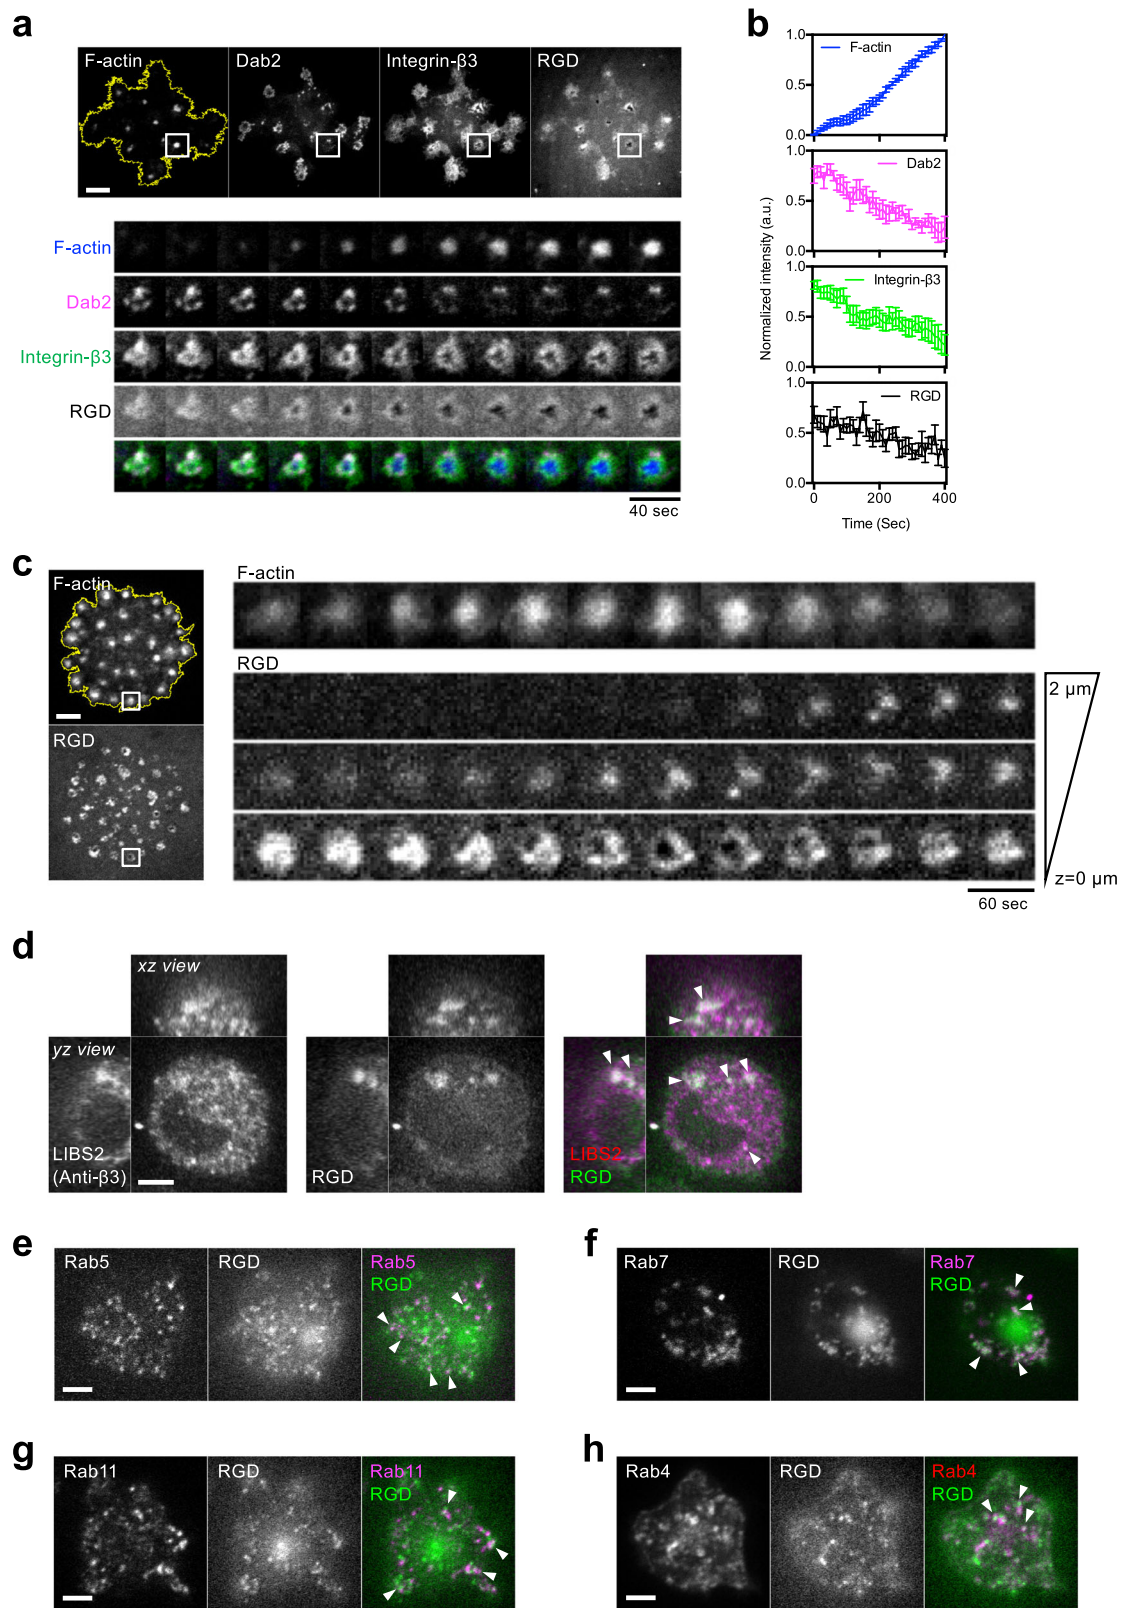 a
F-actin
Dab2
Integrin-β3
RGD
F-actin
Dab2
Integrin-β3
RGD
40 sec
b
1.0
0.5
0.0
F-actin
1.0
0.5
0.0
Dab2
1.0
0.5
0.0
Integrin-β3
1.0
0.5
0.0
RGD
Normalized intensity (a.u.)
0
200
400
Time (Sec)
c
F-actin
RGD
F-actin
RGD
2 μm
z=0 μm
60 sec
d
xz view
yz view
LIBS2
(Anti-β3)
RGD
LIBS2
RGD
e
Rab5
RGD
Rab5
RGD
f
Rab7
RGD
Rab7
RGD
g
Rab11
RGD
Rab11
RGD
h
Rab4
RGD
Rab4
RGD